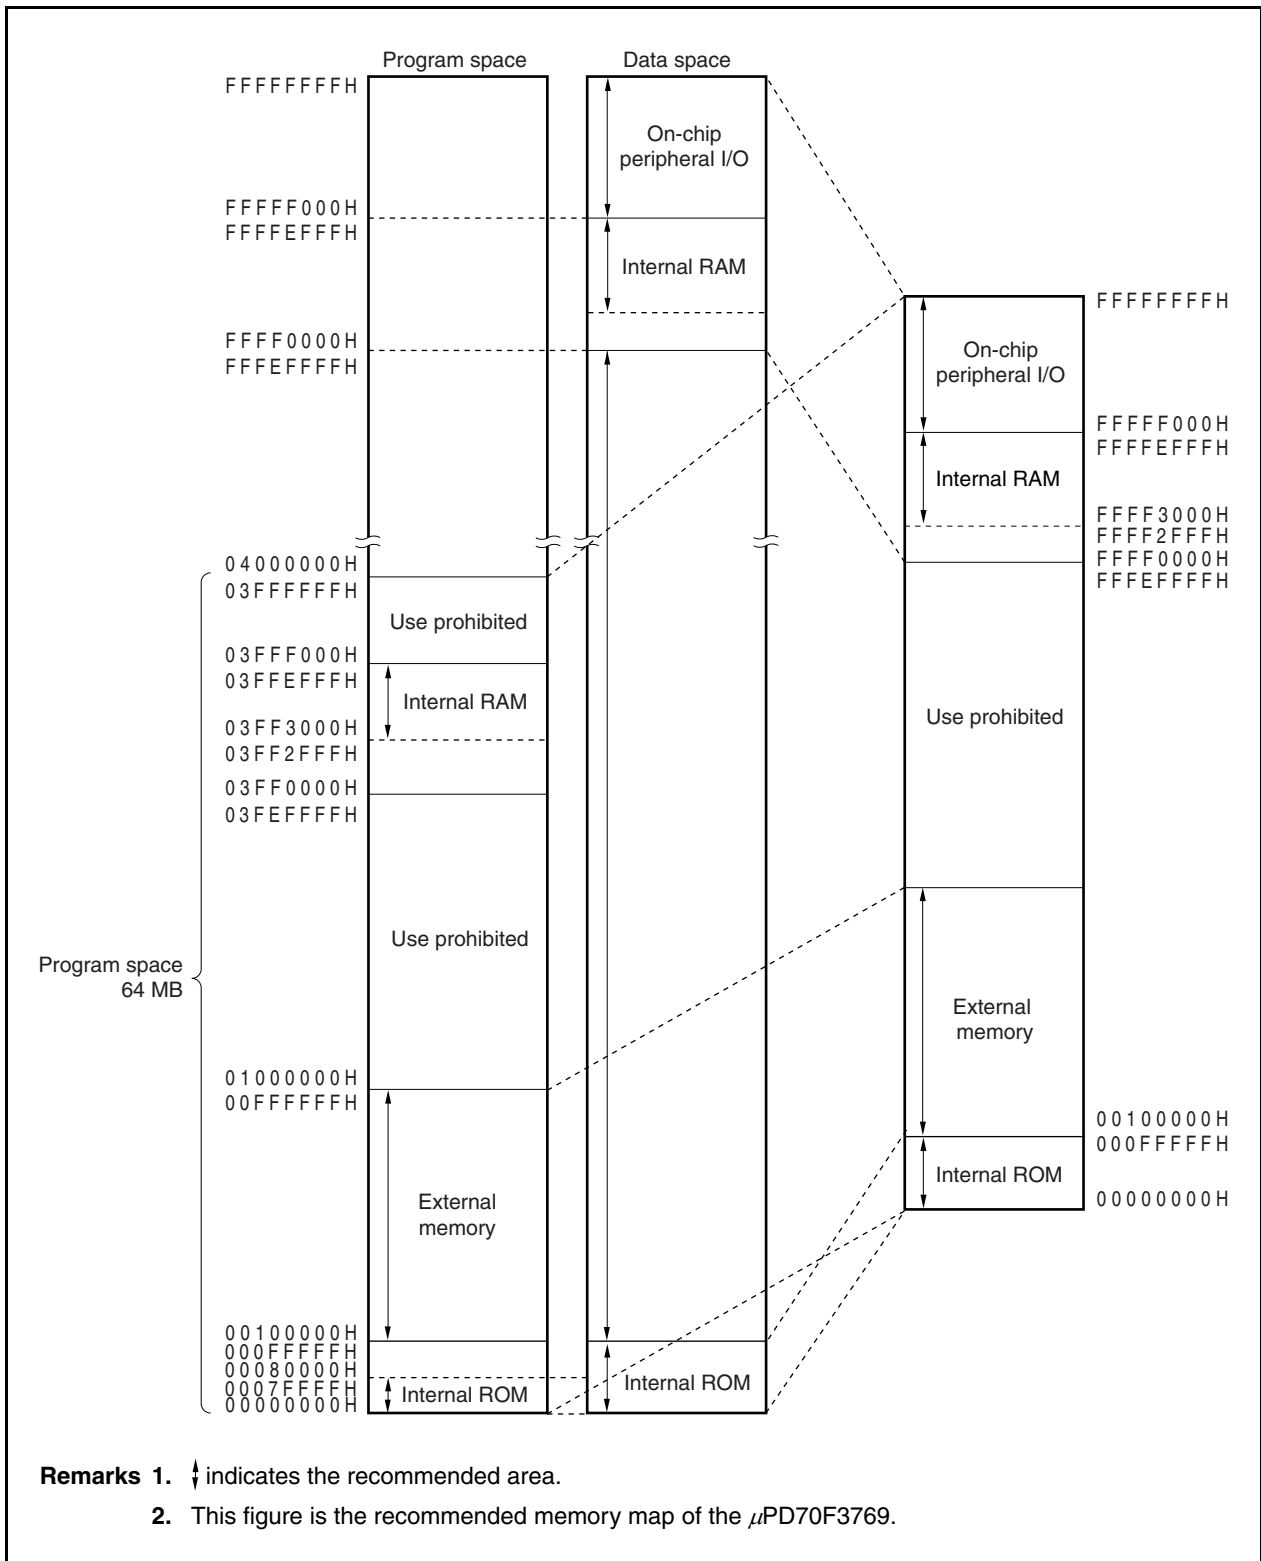 Program space
Data space
FFFFFFFFH
On-chip
peripheral I/O
FFFFF000H
FFFFEFFFH
Internal RAM
FFFF0000H
FFFEFFFFH
04000000H
03FFFFFFH
Use prohibited
03FFF000H
03FFEFFFH
Internal RAM
03FF3000H
03FF2FFFH
03FF0000H
03FEFFFFH
Use prohibited
Program space
64 MB
01000000H
00FFFFFFH
External
memory
00100000H
000FFFFFH
00080000H
0007FFFFH
00000000H
Internal ROM
Internal ROM
FFFFFFFFH
On-chip
peripheral I/O
FFFFF000H
FFFFEFFFH
Internal RAM
FFFF3000H
FFFF2FFFH
FFFF0000H
FFFEFFFFH
Use prohibited
External
memory
00100000H
000FFFFFH
Internal ROM
00000000H
Remarks 1. ↕ indicates the recommended area.
2. This figure is the recommended memory map of the μPD70F3769.